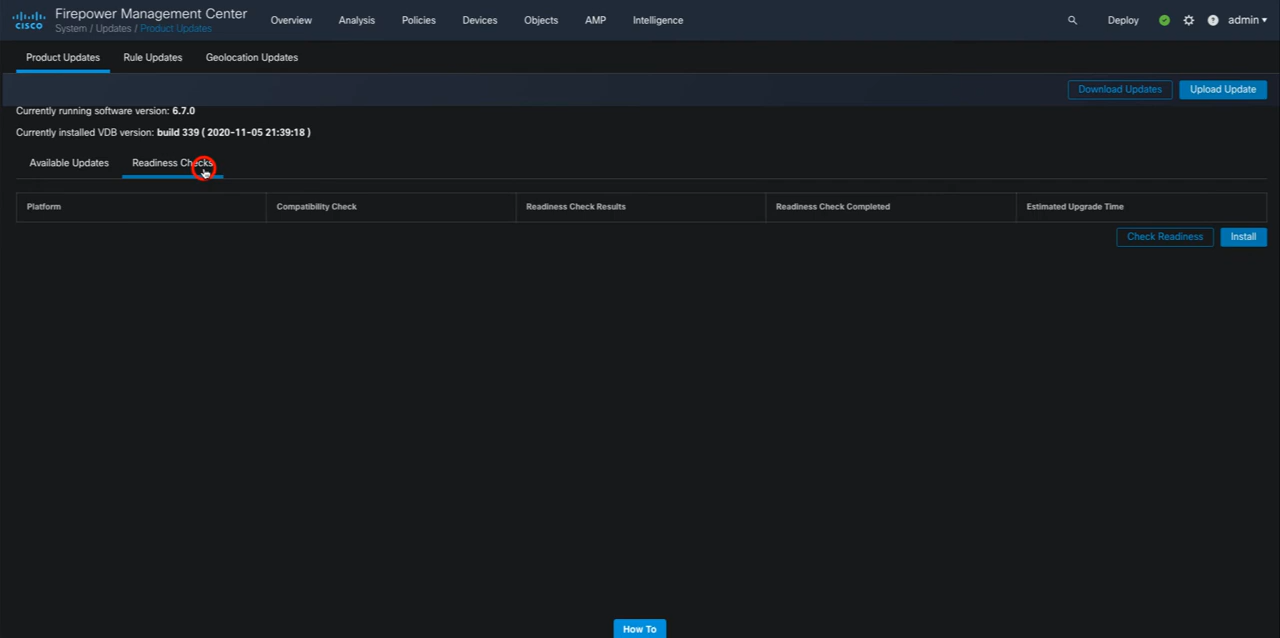 Firepower Management Center
System / Updates / Product Updates
Overview Analysis Policies Devices Objects AMP Intelligence Deploy admin
CISCO
Product Updates Rule Updates Geolocation Updates
Download Updates Upload Update
Currently running software version: 6.7.0
Currently installed VDB version: build 339 ( 2020-11-05 21:39:18 )
Available Updates Readiness Checks
Platform Compatibility Check Readiness Check Results Readiness Check Completed Estimated Upgrade Time
Check Readiness Install
How To